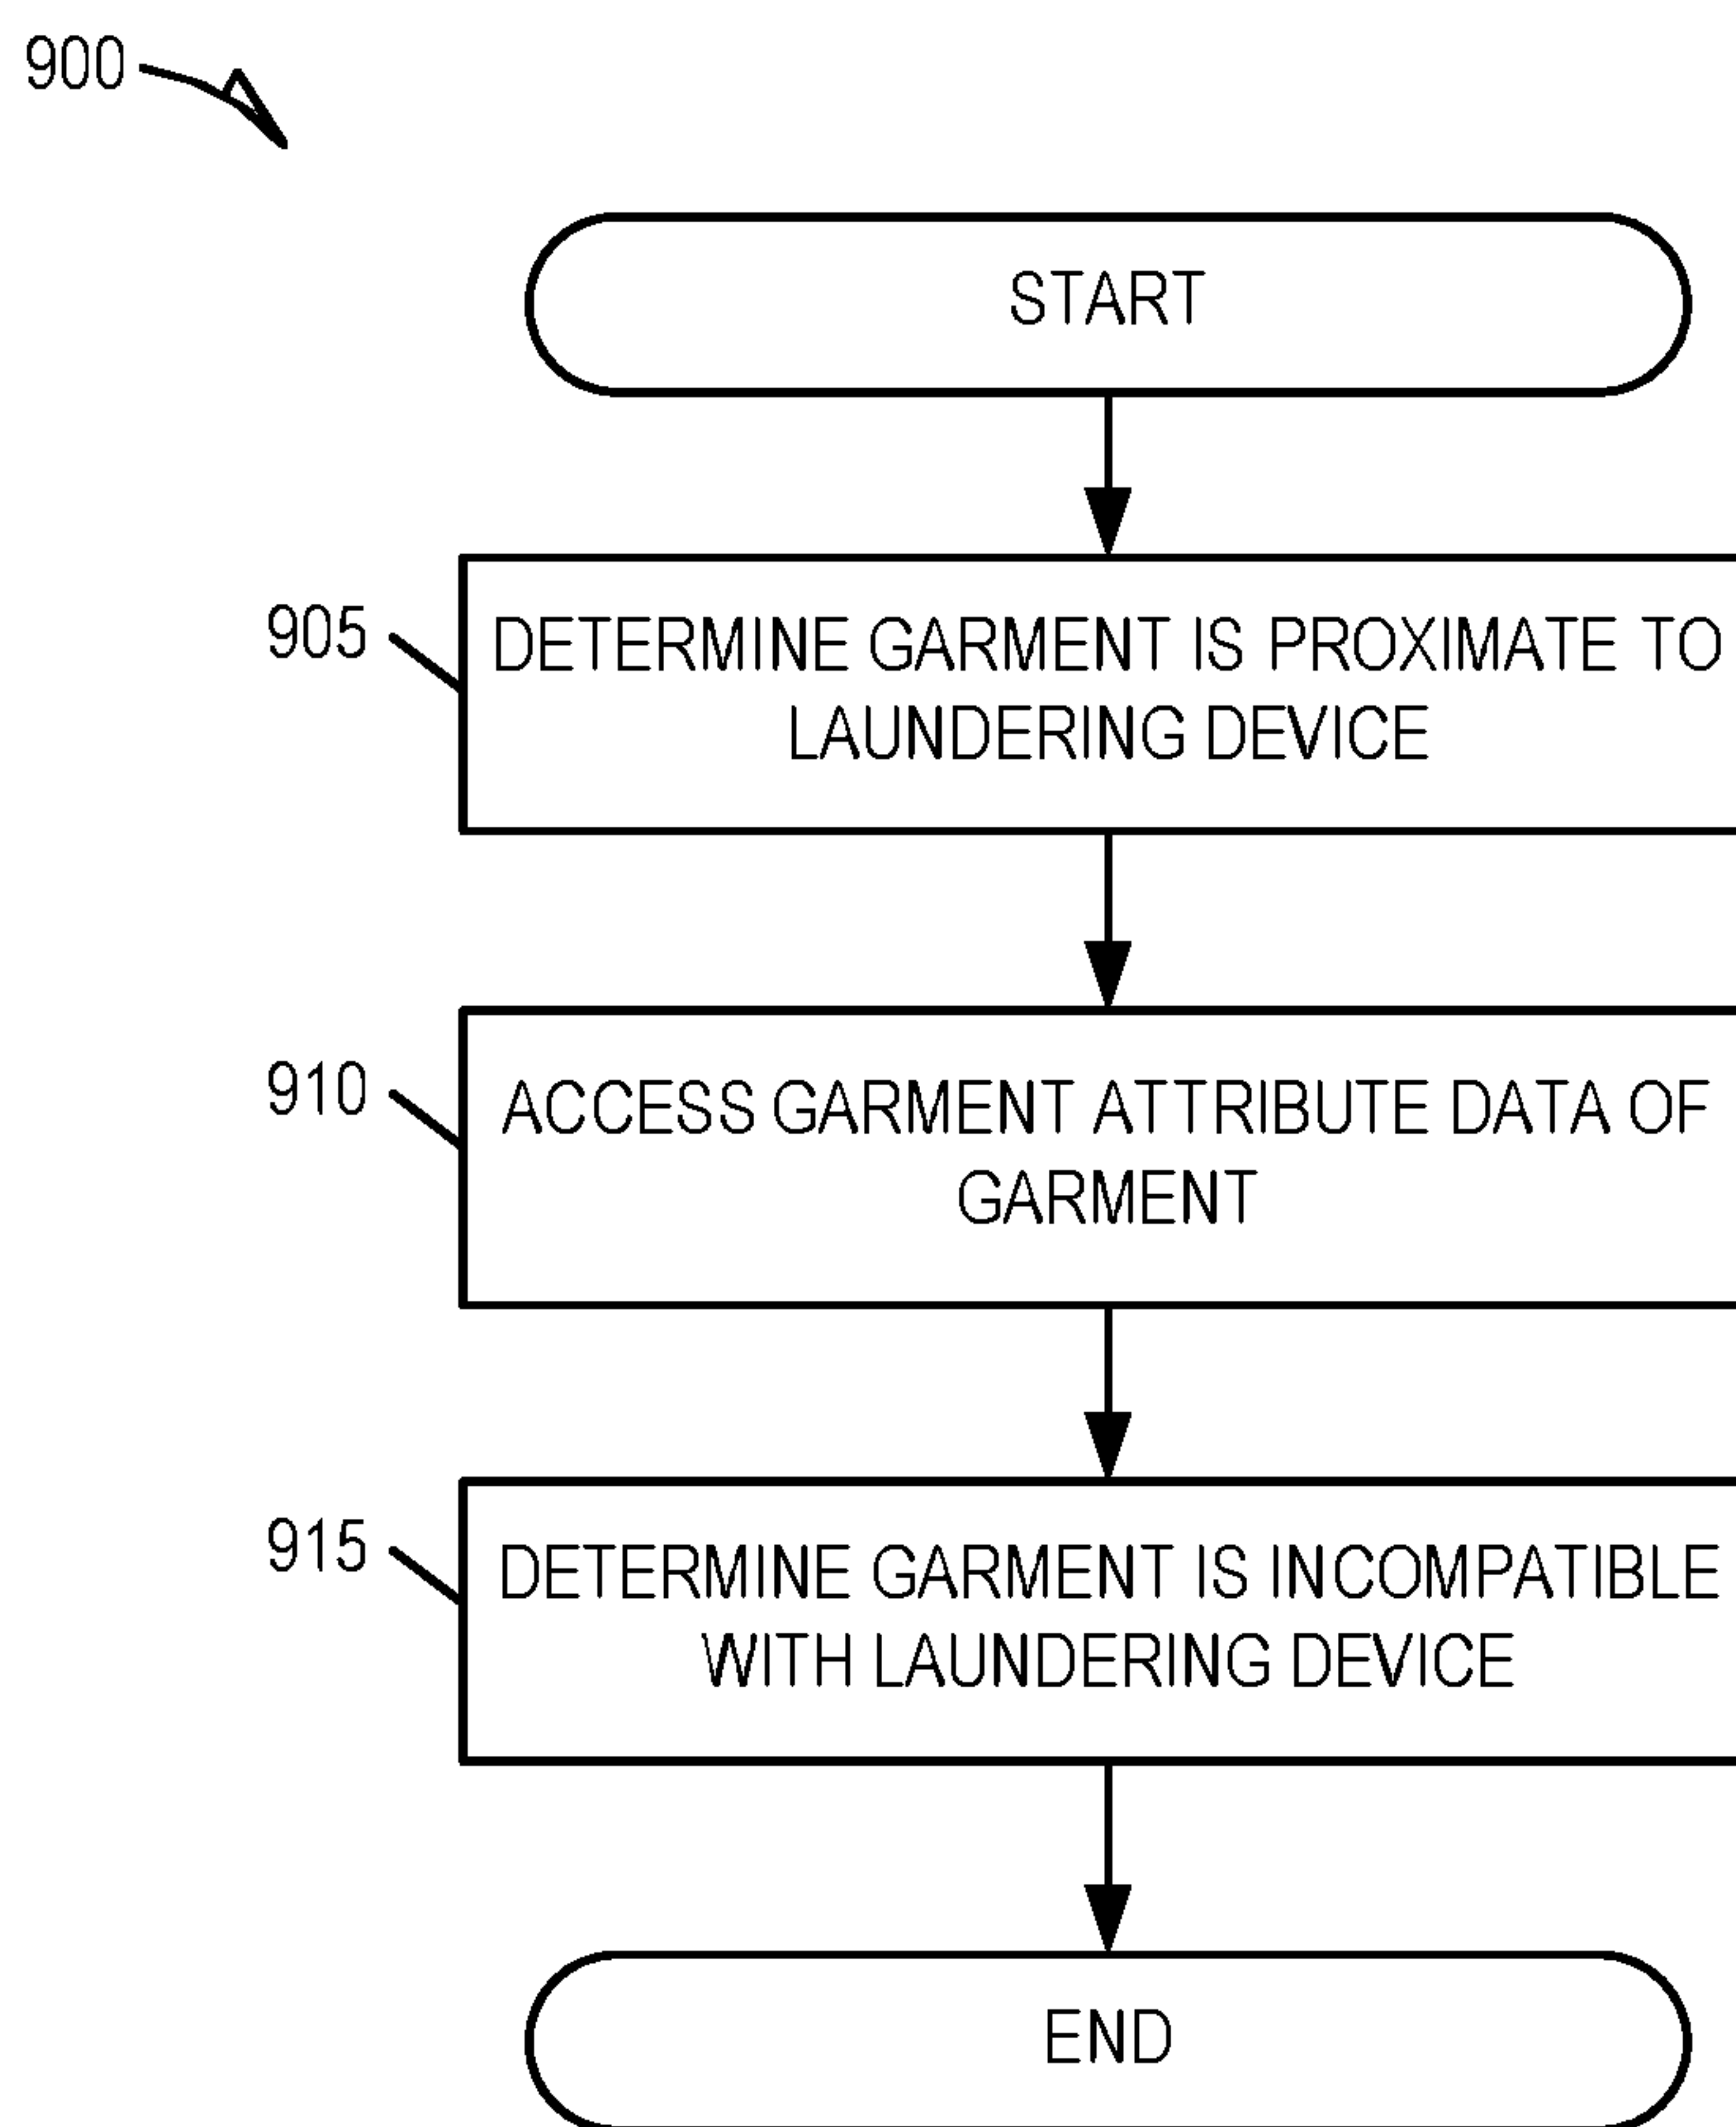 900
START
905
DETERMINE GARMENT IS PROXIMATE TO
LAUNDERING DEVICE
910
ACCESS GARMENT ATTRIBUTE DATA OF
GARMENT
915
DETERMINE GARMENT IS INCOMPATIBLE
WITH LAUNDERING DEVICE
END